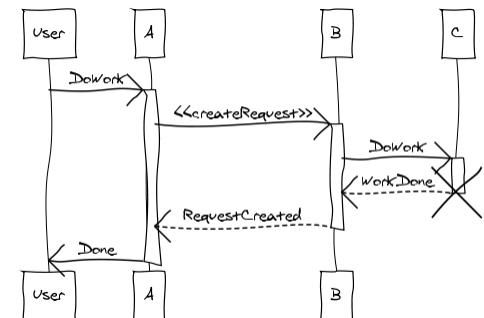 User A B C
DoWork
<<createRequest>>
DoWork
WorkDone
RequestCreated
Done
User A B